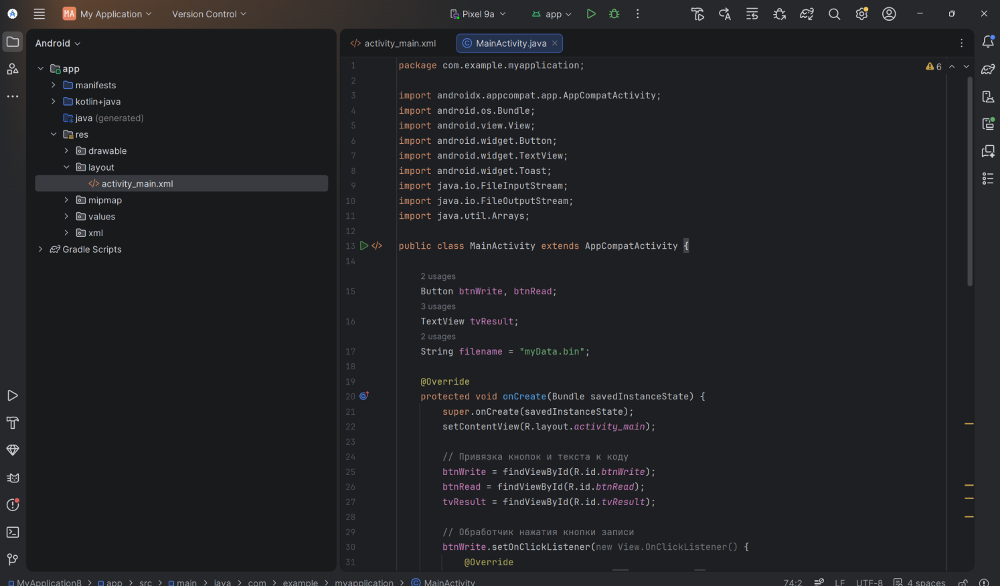 MA My Application
Version Control
Pixel 9a
app
Android
app
manifests
kotlin+java
java (generated)
res
drawable
layout
</> activity_main.xml
mipmap
values
xml
Gradle Scripts
</> activity_main.xml
MainActivity.java
6
1 package com.example.myapplication;
2
3 import androidx.appcompat.app.AppCompatActivity;
4 import android.os.Bundle;
5 import android.view.View;
6 import android.widget.Button;
7 import android.widget.TextView;
8 import android.widget.Toast;
9 import java.io.FileInputStream;
10 import java.io.FileOutputStream;
11 import java.util.Arrays;
12
13 public class MainActivity extends AppCompatActivity {
14
2 usages
15 Button btnWrite, btnRead;
3 usages
16 TextView tvResult;
2 usages
17 String filename = "myData.bin";
18
19 @Override
20 protected void onCreate(Bundle savedInstanceState) {
21 super.onCreate(savedInstanceState);
22 setContentView(R.layout.activity_main);
23
24 // Привязка кнопок и текста к коду
25 btnWrite = findViewById(R.id.btnWrite);
26 btnRead = findViewById(R.id.btnRead);
27 tvResult = findViewById(R.id.tvResult);
28
29 // Обработчик нажатия кнопки записи
30 btnWrite.setOnClickListener(new View.OnClickListener() {
31 @Override
MyApplication8 > app > src > main > java > com > example > myapplication > MainActivity
74:2 LF UTF-8 4 spaces